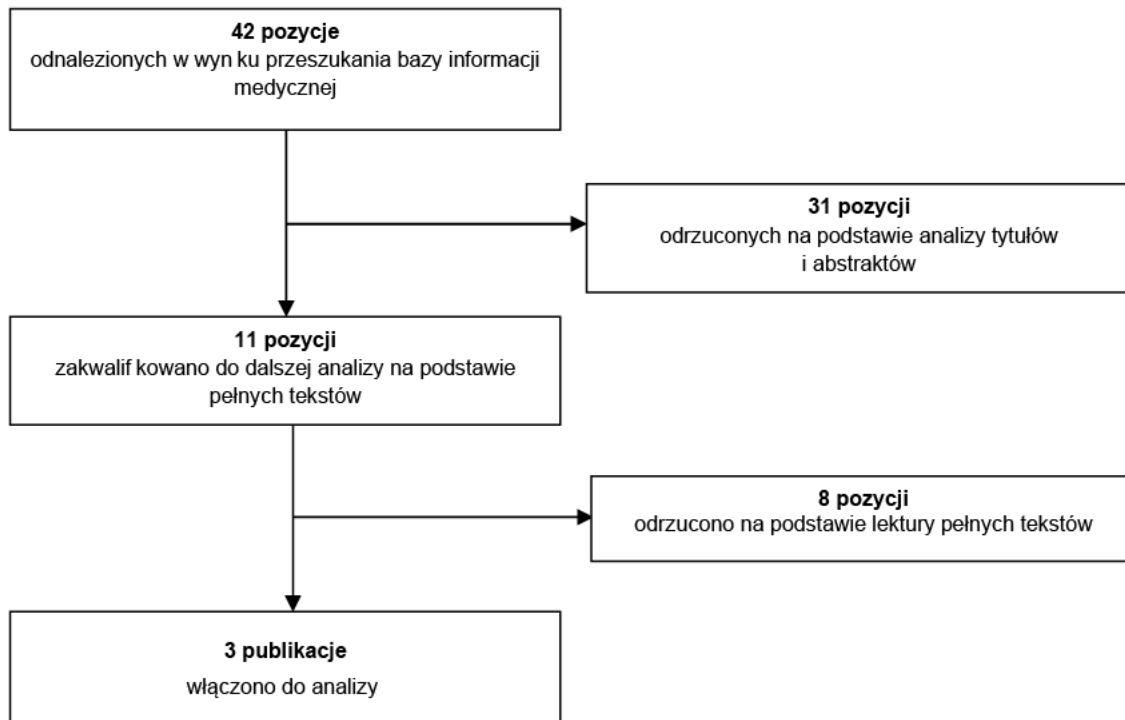 42 pozycje
odnalezionych w wyn ku przeszukania bazy informacji
medycznej
31 pozycji
odrzuconych na podstawie analizy tytułów
i abstraktów
11 pozycji
zakwalif kowano do dalszej analizy na podstawie
pełnych tekstów
8 pozycji
odrzucono na podstawie lektury pełnych tekstów
3 publikacje
włączono do analizy